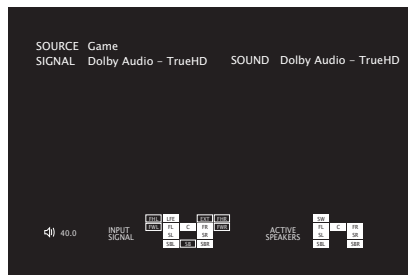 SOURCE Game
SIGNAL Dolby Audio – TrueHD SOUND Dolby Audio – TrueHD
40.0
INPUT SIGNAL
FHL LFE EXT FHR
FWL FL C FR FWR
SL SR
SBL SB SBR
ACTIVE SPEAKERS
SW
FL C FR
SL SR
SBL SBR